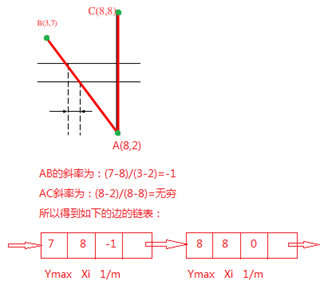 C(8,8)
B(3,7)
A(8,2)
AB的斜率为：(7-8)/(3-2)=-1
AC斜率为：(8-2)/(8-8)=无穷
所以得到如下的边的链表：
7 8 -1 8 8 0
Ymax Xi 1/m Ymax Xi 1/m